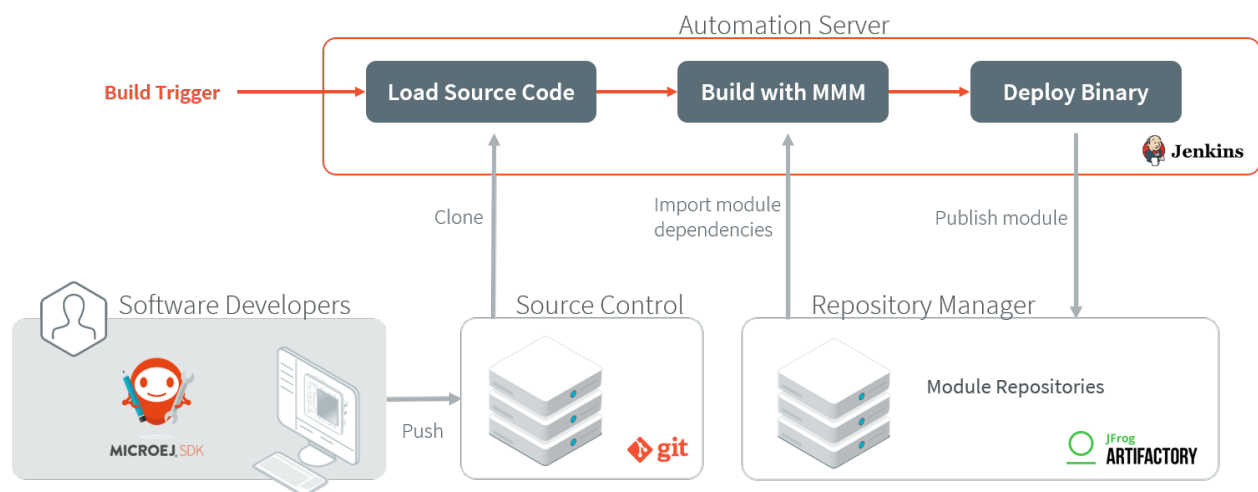 Automation Server
Build Trigger
Load Source Code
Build with MMM
Deploy Binary
Jenkins
Clone
Import module
dependencies
Publish module
Software Developers
Source Control
Repository Manager
Module Repositories
MICROEJ SDK
Push
git
JFrog
ARTIFACTORY